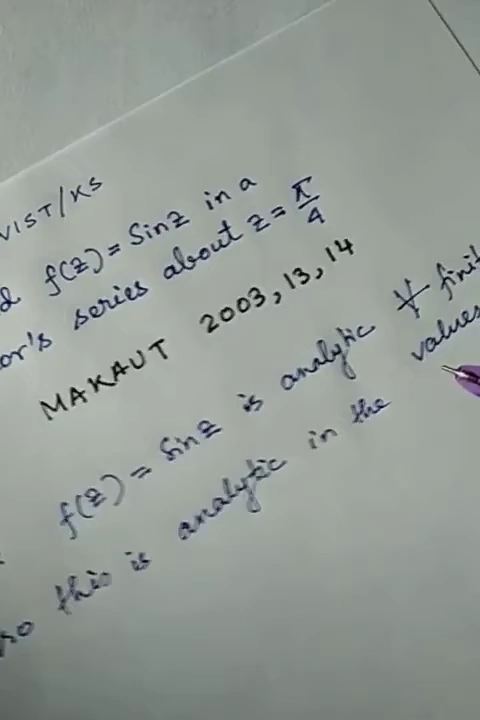 VIST/KS
d f(z) = Sinz in a
or's series about z = π/4
MAKAUT 2003, 13, 14
f(z) = Sinz is analytic ∀ finit
values
so this is analytic in the